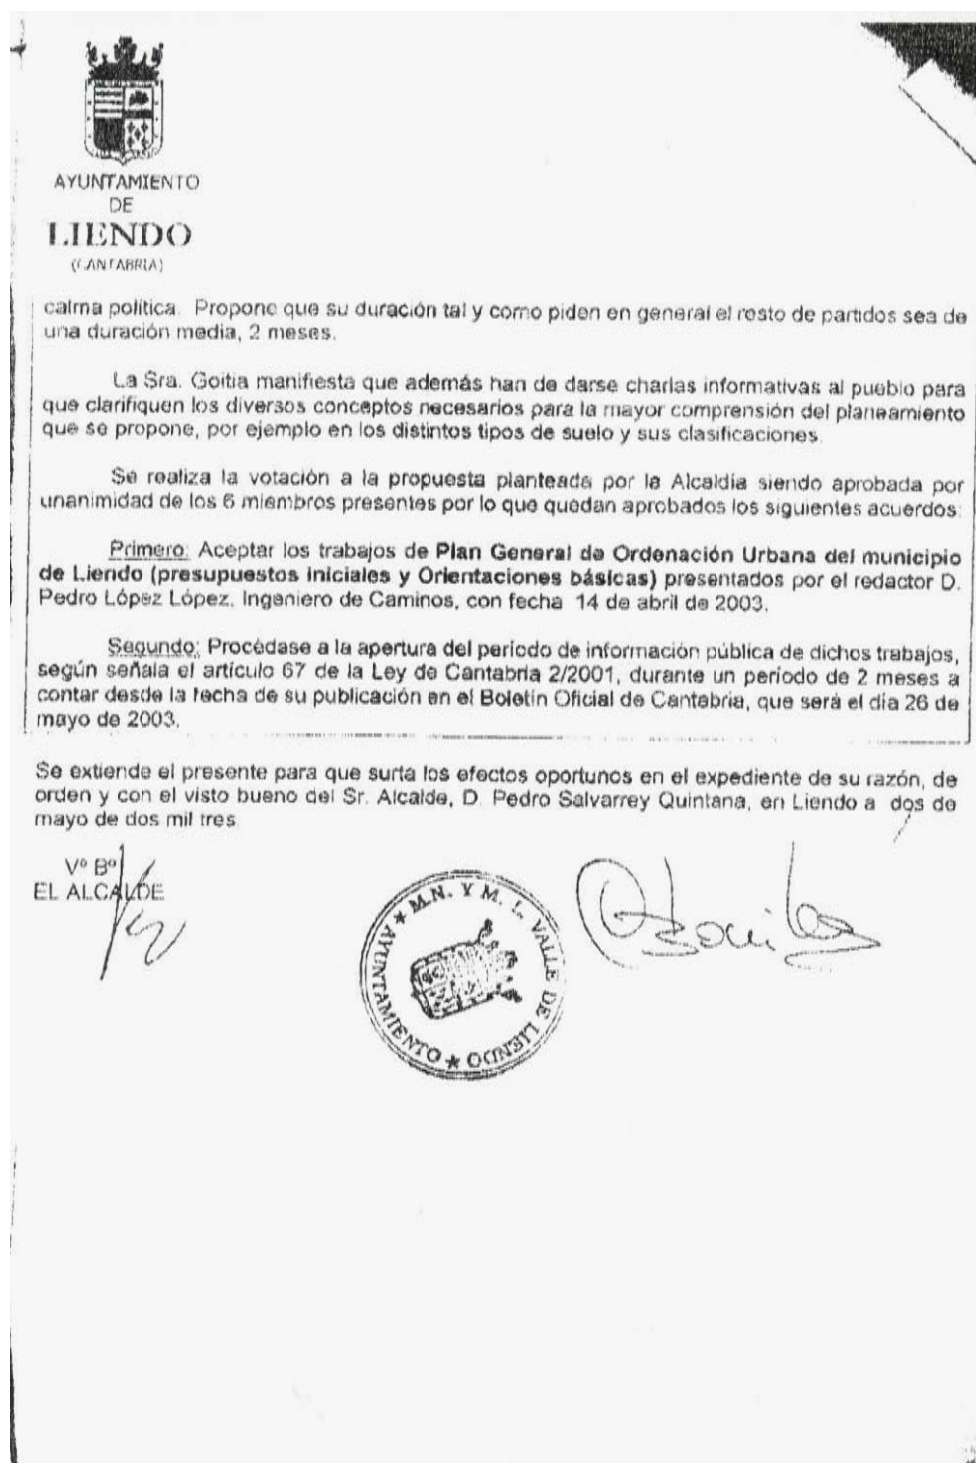 AYUNTAMIENTO
DE
LIENDO
(CANTABRIA)
calma política. Propone que su duración tal y como piden en general el resto de partidos sea de
una duración media, 2 meses.
La Sra. Goitia manifiesta que además han de darse charlas informativas al pueblo para
que clarifiquen los diversos conceptos necesarios para la mayor comprensión del planeamiento
que se propone, por ejemplo en los distintos tipos de suelo y sus clasificaciones.
Se realiza la votación a la propuesta planteada por la Alcaldía siendo aprobada por
unanimidad de los 6 miembros presentes por lo que quedan aprobados los siguientes acuerdos:
Primero: Aceptar los trabajos de Plan General de Ordenación Urbana del municipio
de Liendo (presupuestos iniciales y Orientaciones básicas) presentados por el redactor D.
Pedro López López, Ingeniero de Caminos, con fecha 14 de abril de 2003.
Segundo: Procédase a la apertura del período de información pública de dichos trabajos,
según señala el artículo 67 de la Ley de Cantabria 2/2001, durante un período de 2 meses a
contar desde la fecha de su publicación en el Boletín Oficial de Cantabria, que será el día 26 de
mayo de 2003.
Se extiende el presente para que surta los efectos oportunos en el expediente de su razón, de
orden y con el visto bueno del Sr. Alcalde, D. Pedro Salvarrey Quintana, en Liendo a dos de
mayo de dos mil tres
Vº Bº
EL ALCALDE
AYUNTAMIENTO ★ M.N. Y M. L. VALLE DE LIENDO ★